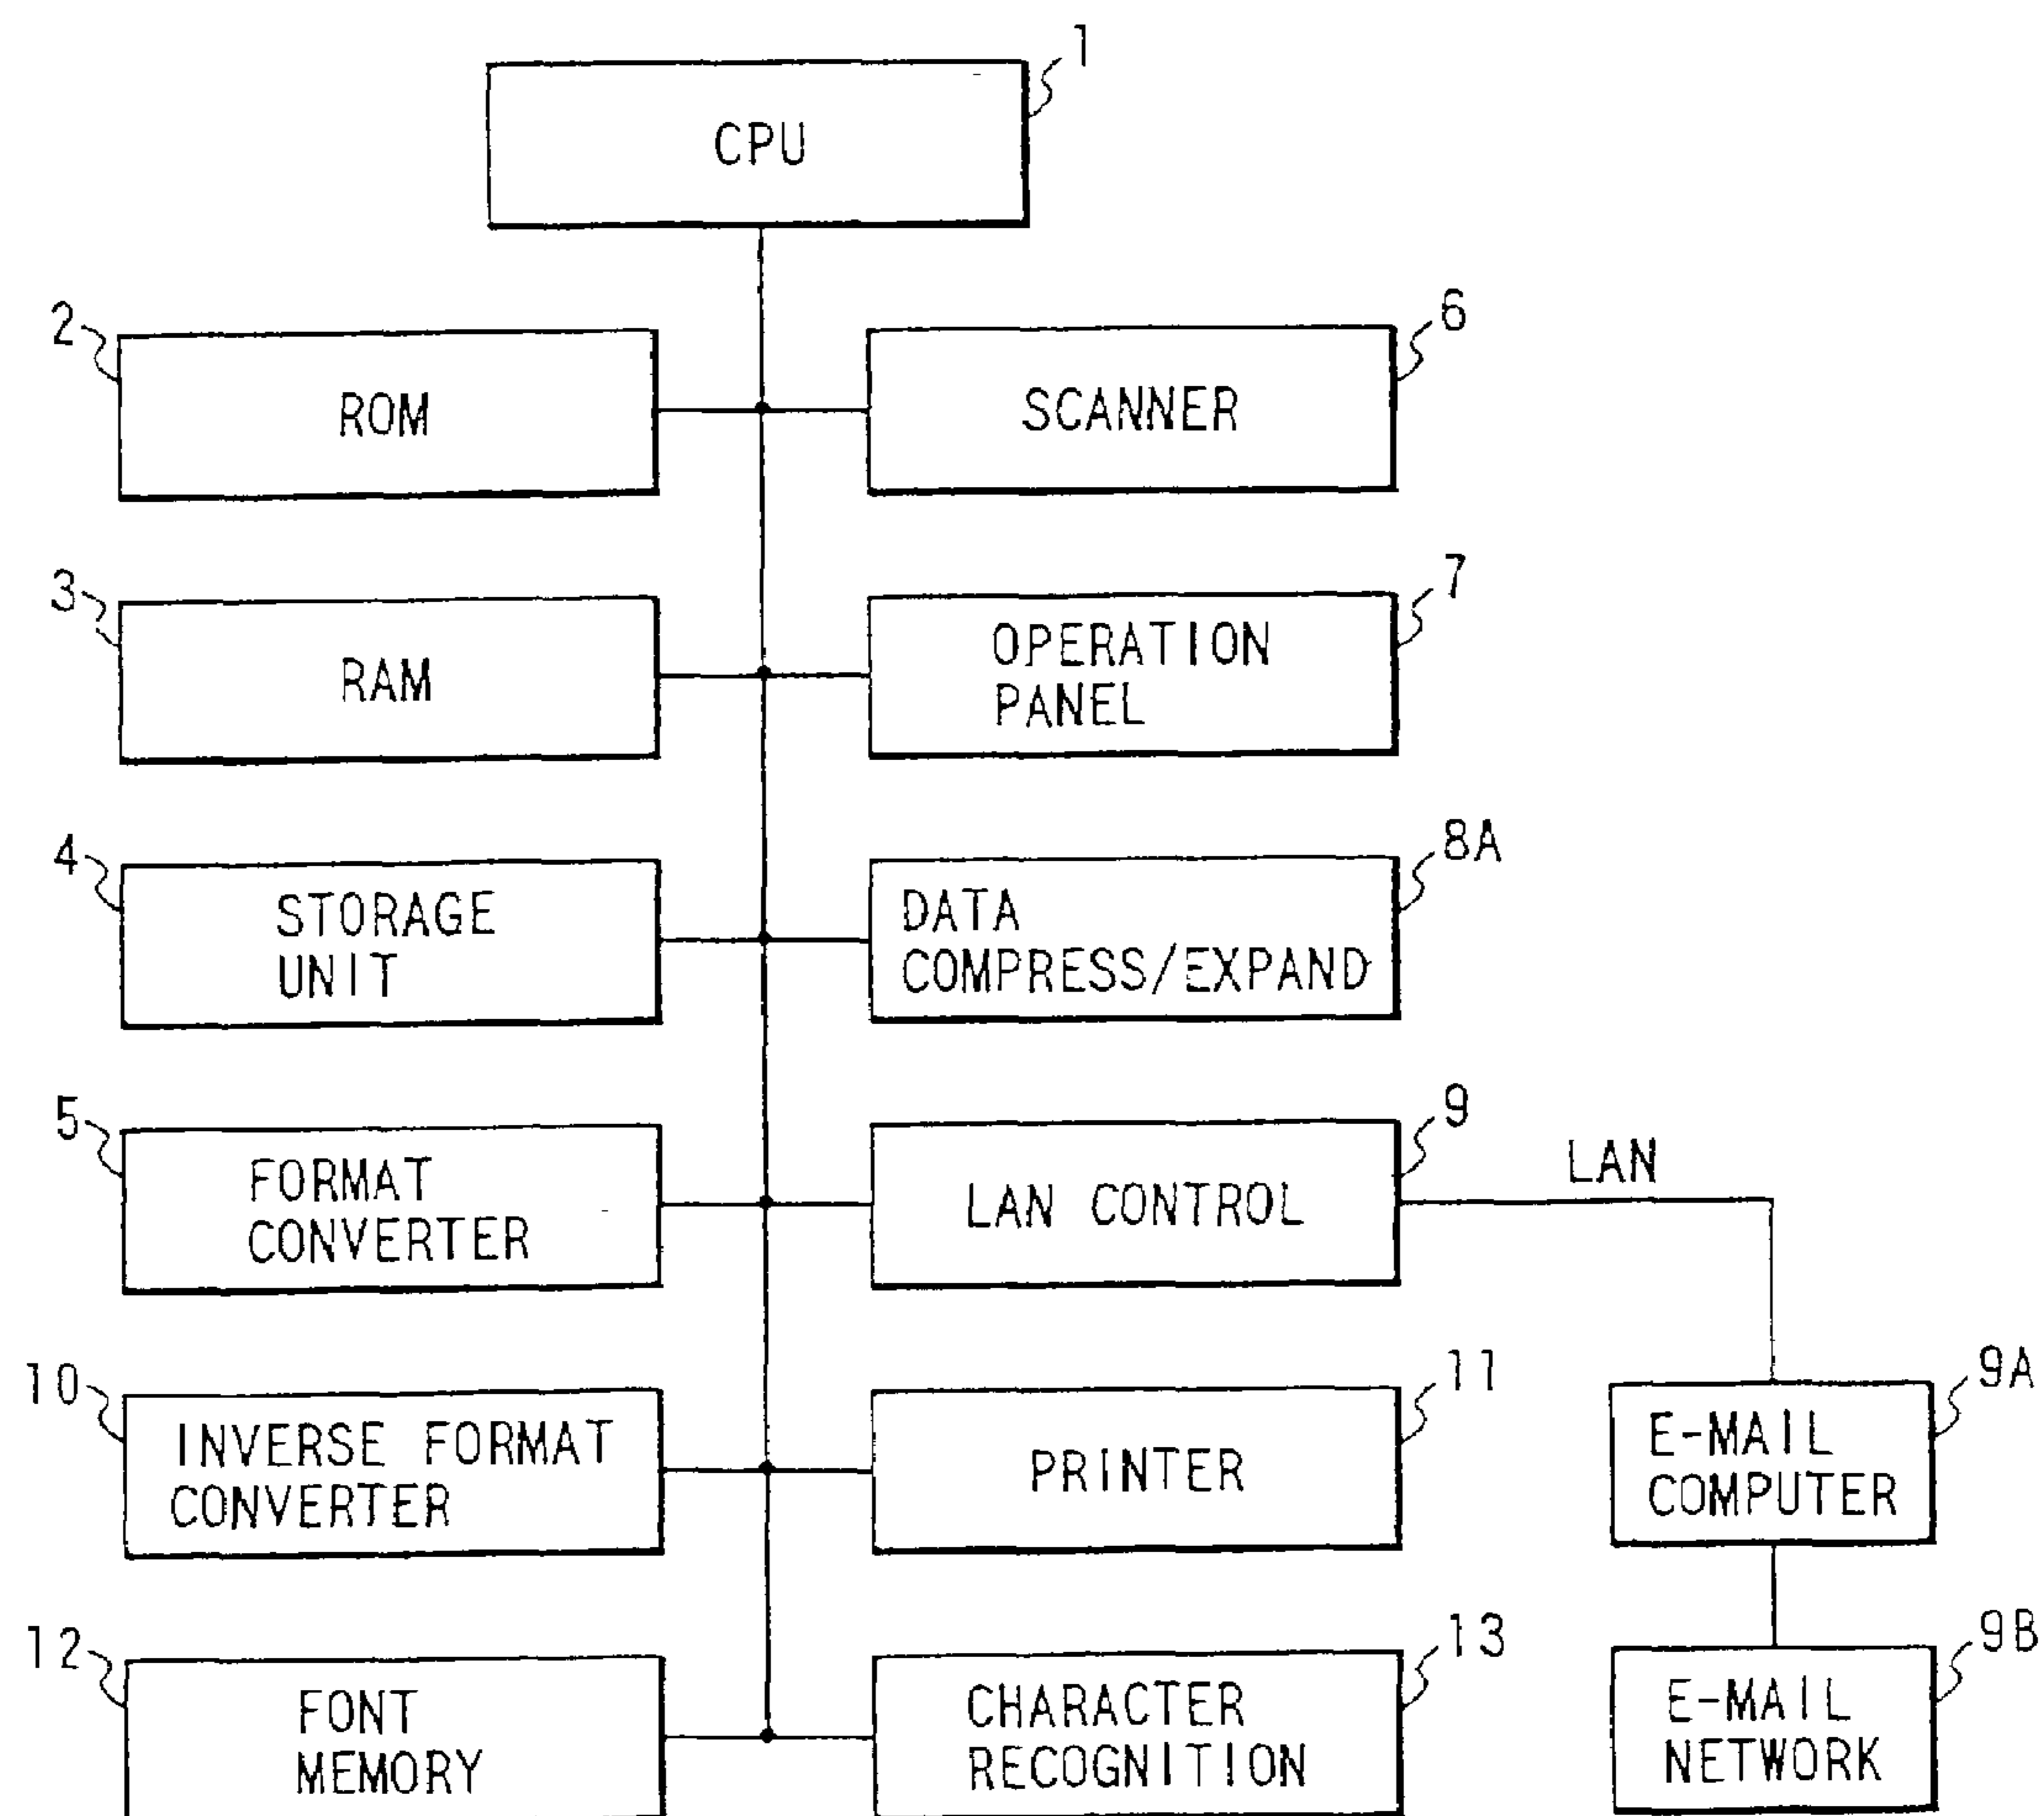 1
CPU
2
ROM
6
SCANNER
3
RAM
7
OPERATION
PANEL
4
STORAGE
UNIT
8A
DATA
COMPRESS/EXPAND
5
FORMAT
CONVERTER
9
LAN CONTROL
LAN
10
INVERSE FORMAT
CONVERTER
11
PRINTER
9A
E-MAIL
COMPUTER
12
FONT
MEMORY
13
CHARACTER
RECOGNITION
9B
E-MAIL
NETWORK